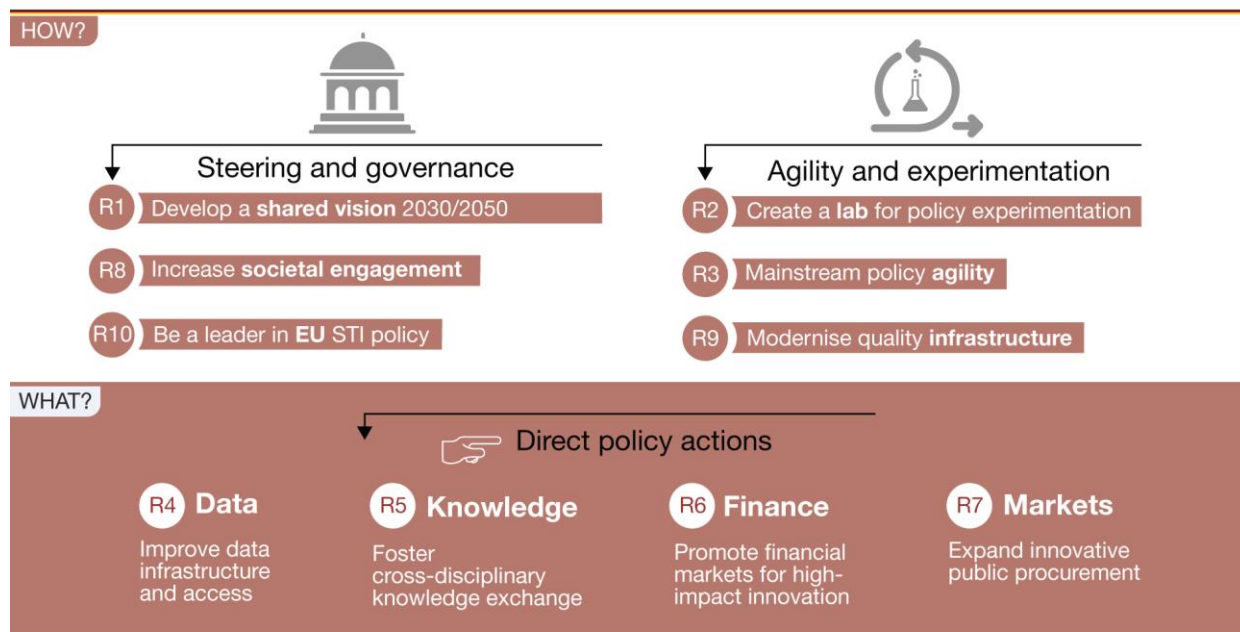 HOW?
Steering and governance
R1 Develop a shared vision 2030/2050
R8 Increase societal engagement
R10 Be a leader in EU STI policy
Agility and experimentation
R2 Create a lab for policy experimentation
R3 Mainstream policy agility
R9 Modernise quality infrastructure
WHAT?
Direct policy actions
R4 Data
Improve data
infrastructure
and access
R5 Knowledge
Foster
cross-disciplinary
knowledge exchange
R6 Finance
Promote financial
markets for high-
impact innovation
R7 Markets
Expand innovative
public procurement